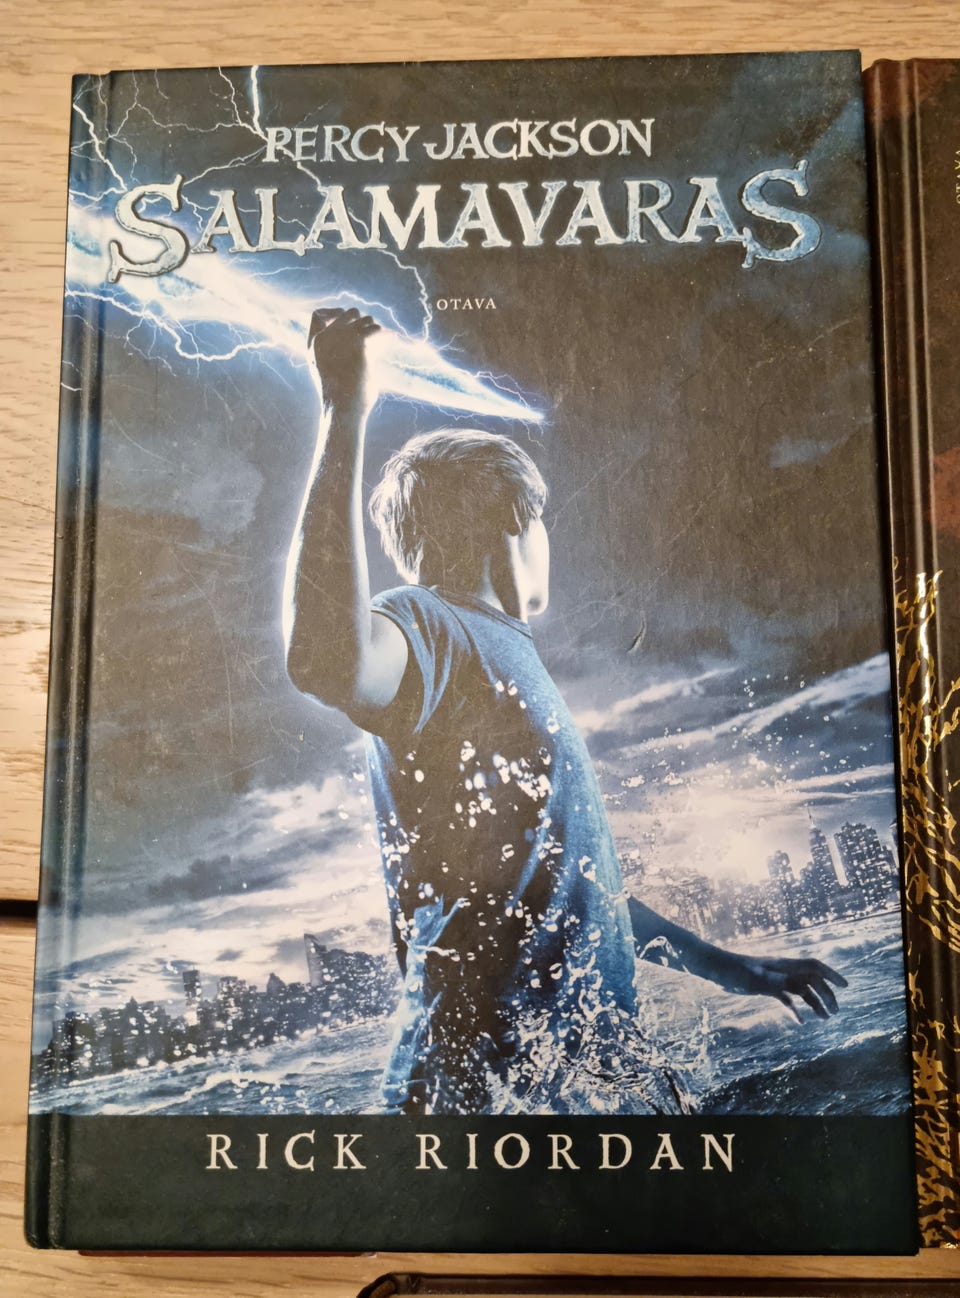 PERCY JACKSON
SALAMAVARAS
OTAVA
RICK RIORDAN